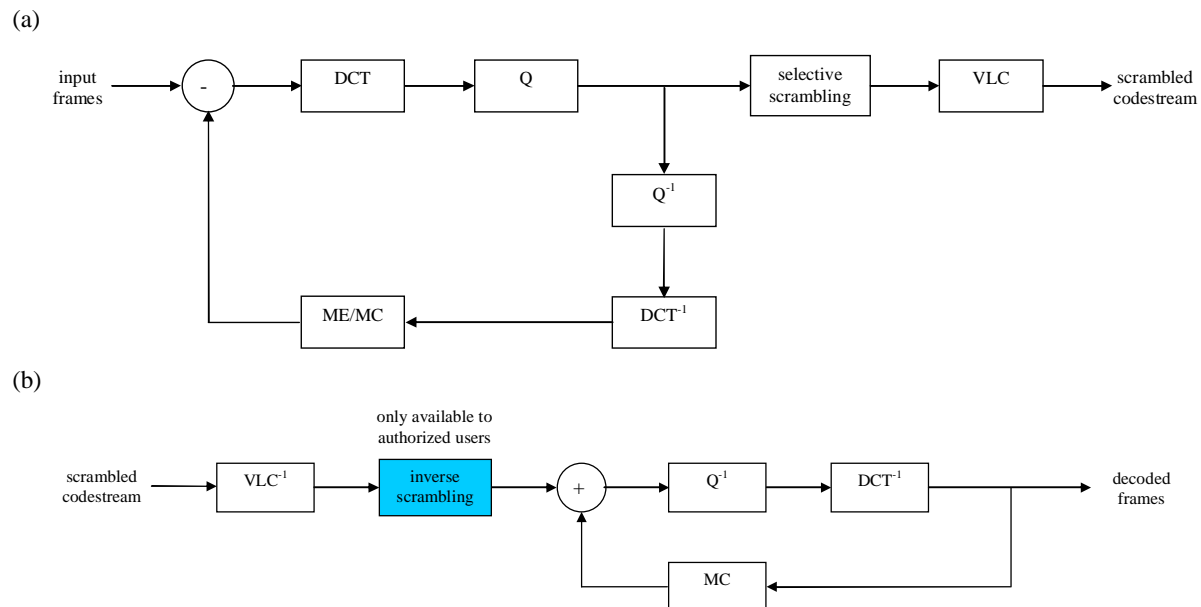 (a)
input
frames
-
DCT
Q
selective
scrambling
VLC
scrambled
codestream
Q-1
ME/MC
DCT-1
(b)
only available to
authorized users
scrambled
codestream
VLC-1
inverse
scrambling
+
Q-1
DCT-1
decoded
frames
MC